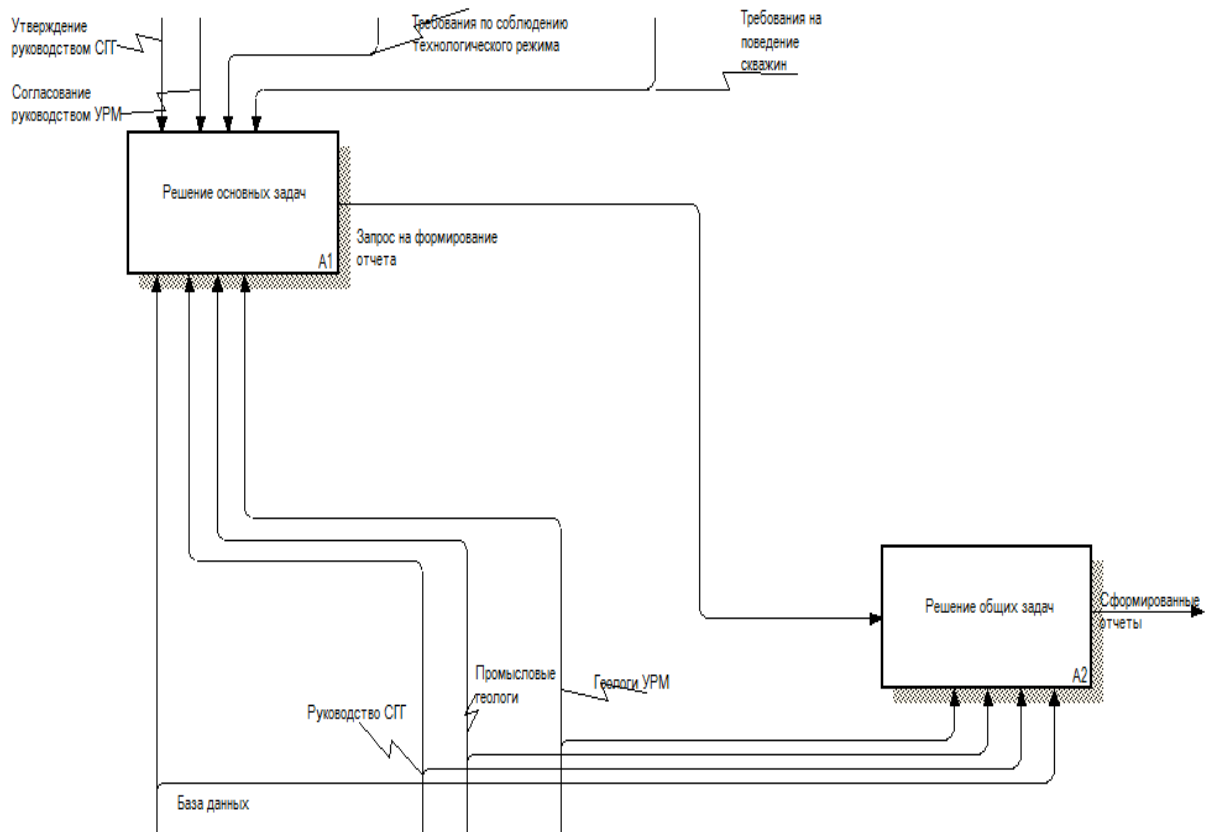 Утверждение
руководством СГГ
Требования по соблюдению
технологического режима
Требования на
поведение
скважин
Согласование
руководством УРМ
Решение основных задач
A1
Запрос на формирование
отчета
Решение общих задач
A2
Сформированные
отчеты
Промысловые
геологи
Геологи УРМ
Руководство СГГ
База данных